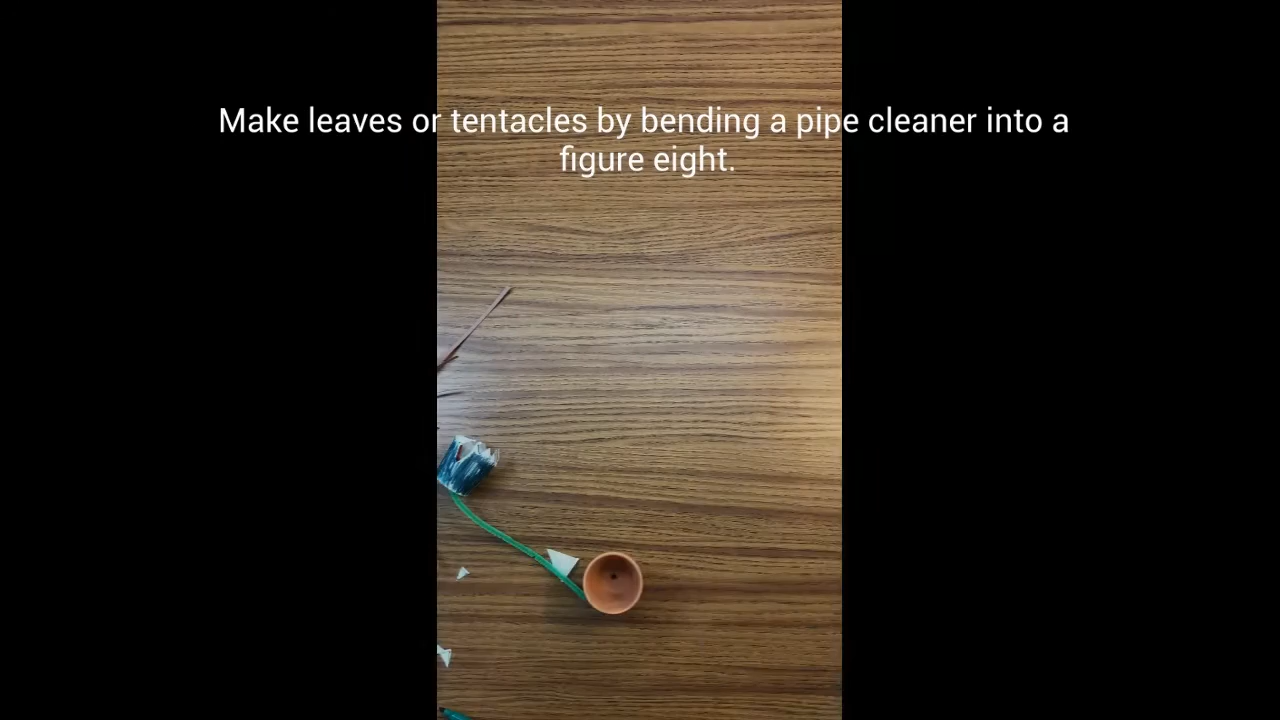 Make leaves or tentacles by bending a pipe cleaner into a
figure eight.